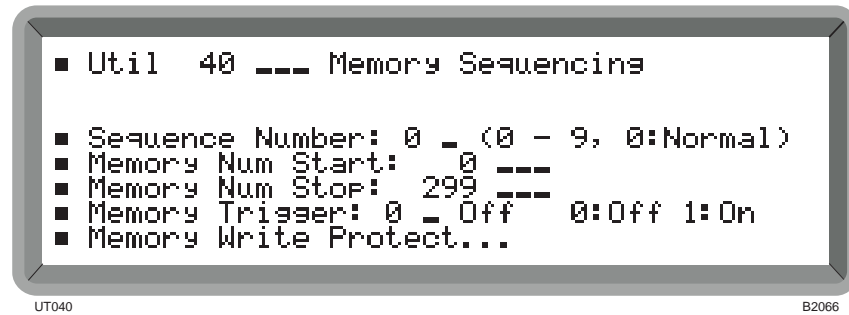 ■ Util 40 ___ Memory Sequencing
■ Sequence Number: 0 _ (0 - 9, 0:Normal)
■ Memory Num Start: 0 ___
■ Memory Num Stop: 299 ___
■ Memory Trigger: 0 _ Off 0:Off 1:On
■ Memory Write Protect...
UT040 B2066